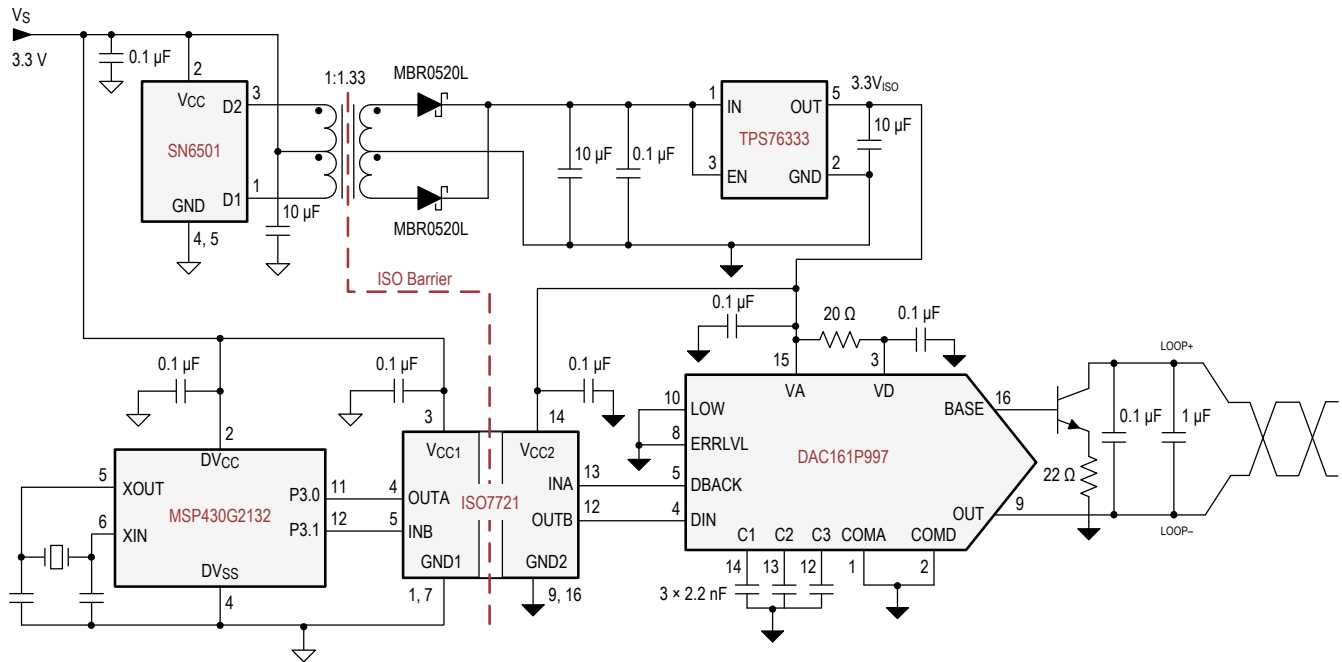 VS
3.3 V
0.1 µF
2
VCC
D2
3
SN6501
D1
1
GND
4, 5
10 µF
1:1.33
MBR0520L
MBR0520L
10 µF
0.1 µF
1
IN
OUT
5
TPS76333
3
EN
GND
2
3.3VISO
10 µF
ISO Barrier
0.1 µF
2
DVCC
5
XOUT
MSP430G2132
6
XIN
P3.0
11
P3.1
12
DVSS
4
0.1 µF
3
VCC1
4
OUTA
5
INB
GND1
1, 7
ISO7721
14
0.1 µF
VCC2
INA
13
OUTB
12
GND2
9, 16
0.1 µF
20 Ω
0.1 µF
15
3
VA
VD
10
LOW
8
ERRLVL
5
DBACK
4
DIN
DAC161P997
BASE
16
OUT
9
C1
C2
C3
COMA
COMD
14
13
12
1
2
3 × 2.2 nF
22 Ω
0.1 µF
1 µF
LOOP+
LOOP–